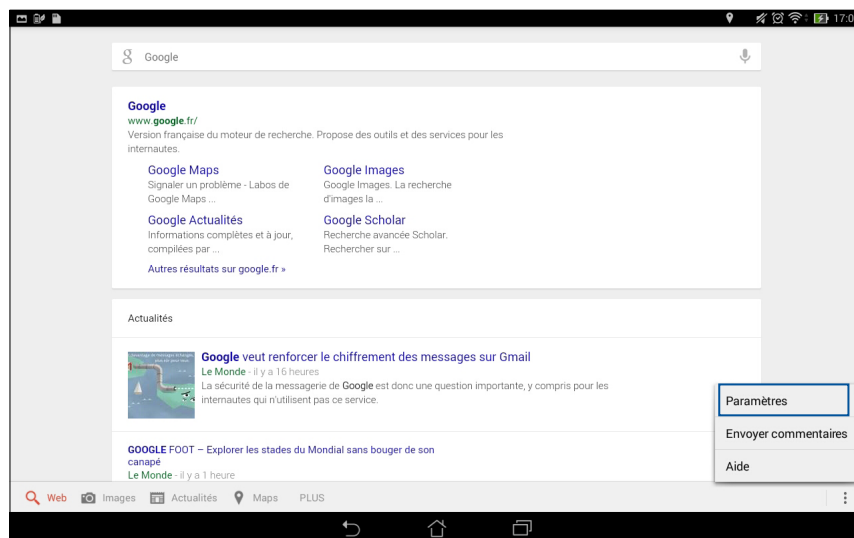 17:0
g Google
Google
www.google.fr/
Version française du moteur de recherche. Propose des outils et des services pour les
internautes.
Google Maps
Signaler un problème - Labos de
Google Maps ...
Google Images
Google Images. La recherche
d'images la ...
Google Actualités
Informations complètes et à jour,
compilées par ...
Google Scholar
Recherche avancée Scholar.
Rechercher sur ...
Autres résultats sur google.fr »
Actualités
Google veut renforcer le chiffrement des messages sur Gmail
Le Monde - il y a 16 heures
La sécurité de la messagerie de Google est donc une question importante, y compris pour les
internautes qui n'utilisent pas ce service.
GOOGLE FOOT – Explorer les stades du Mondial sans bouger de son
canapé
Le Monde - il y a 1 heure
Paramètres
Envoyer commentaires
Aide
Web Images Actualités Maps PLUS